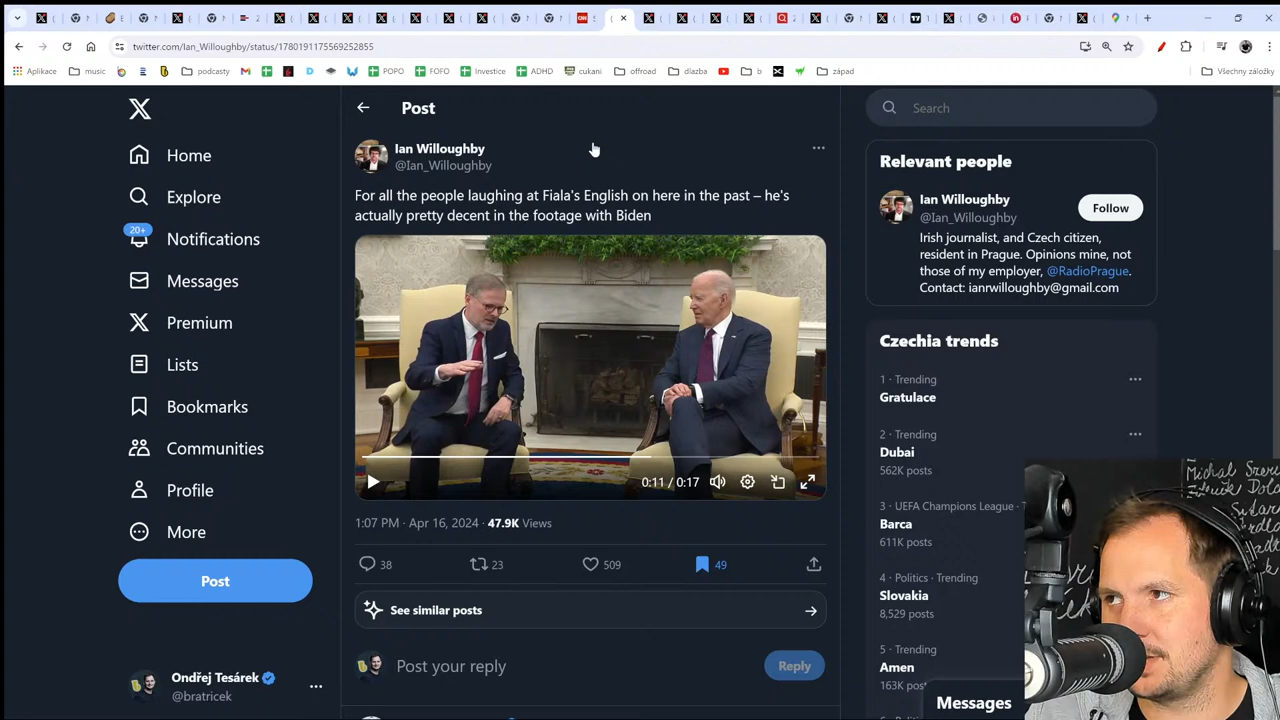 twitter.com/Ian_Willoughby/status/1780191175569252855
Aplikace
music
podcasty
POPO
FOFO
Investice
ADHD
cukani
offroad
dlazba
b
západ
Všechny záložky
Home
Explore
20+
Notifications
Messages
Premium
Lists
Bookmarks
Communities
Profile
More
Post
Ondřej Tesárek
@bratricek
Post
Ian Willoughby
@Ian_Willoughby
For all the people laughing at Fiala's English on here in the past – he's
actually pretty decent in the footage with Biden
0:11 / 0:17
1:07 PM · Apr 16, 2024 · 47.9K Views
38
23
509
49
See similar posts
Post your reply
Reply
Search
Relevant people
Ian Willoughby
@Ian_Willoughby
Follow
Irish journalist, and Czech citizen,
resident in Prague. Opinions mine, not
those of my employer, @RadioPrague.
Contact: ianrwilloughby@gmail.com
Czechia trends
1 · Trending
Gratulace
2 · Trending
Dubai
562K posts
3 · UEFA Champions League ·
Barca
611K posts
4 · Politics · Trending
Slovakia
8,529 posts
5 · Trending
Amen
163K
Messages
Michal